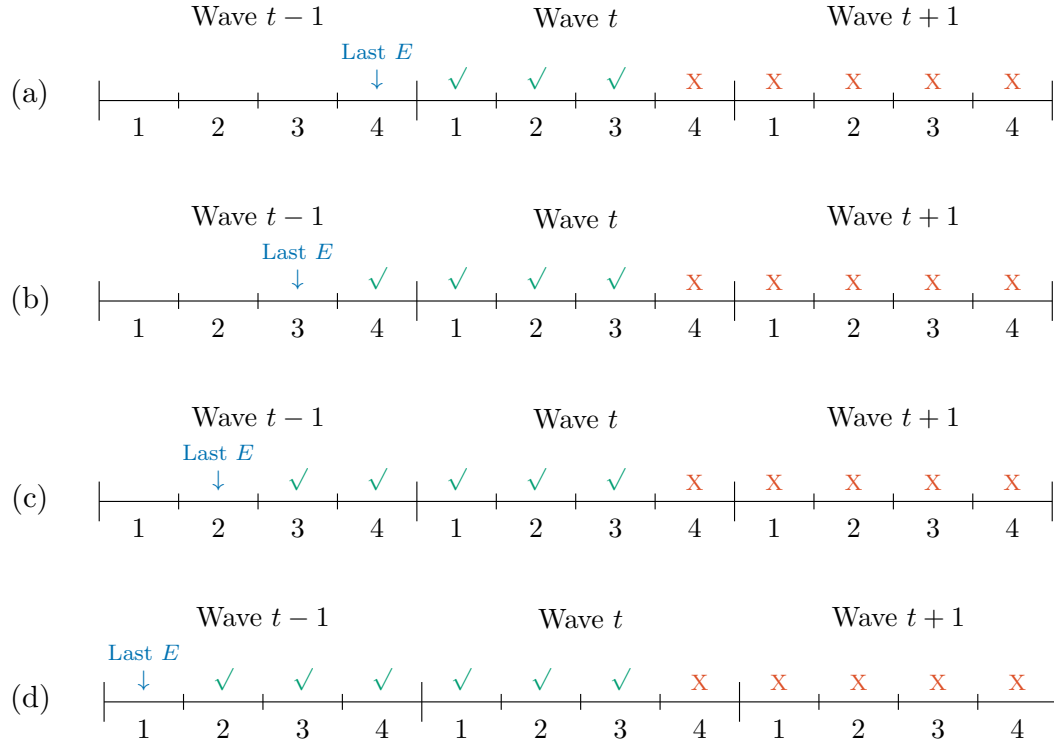 Wave t − 1 Wave t Wave t + 1
Last E
↓ ✓ ✓ ✓ X X X X X
(a)
1 2 3 4 1 2 3 4 1 2 3 4
Wave t − 1 Wave t Wave t + 1
Last E
↓ ✓ ✓ ✓ ✓ X X X X X
(b)
1 2 3 4 1 2 3 4 1 2 3 4
Wave t − 1 Wave t Wave t + 1
Last E
↓ ✓ ✓ ✓ ✓ ✓ X X X X X
(c)
1 2 3 4 1 2 3 4 1 2 3 4
Wave t − 1 Wave t Wave t + 1
Last E
↓ ✓ ✓ ✓ ✓ ✓ ✓ X X X X X
(d)
1 2 3 4 1 2 3 4 1 2 3 4